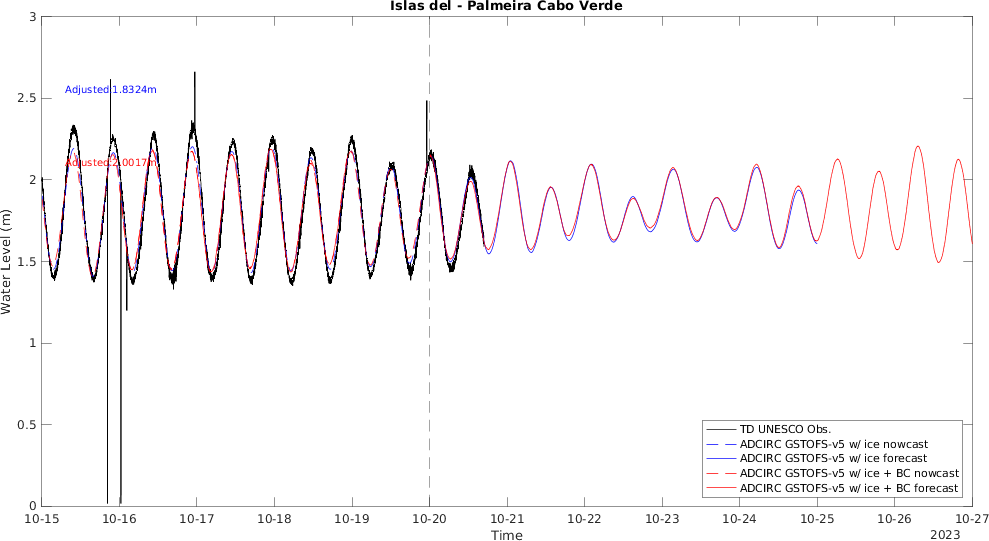 Islas del - Palmeira Cabo Verde
3
2.5
2
1.5
1
0.5
0
Water Level (m)
Adjusted:1.8324m
Adjusted:2.0017m
TD UNESCO Obs.
ADCIRC GSTOFS-v5 w/ ice nowcast
ADCIRC GSTOFS-v5 w/ ice forecast
ADCIRC GSTOFS-v5 w/ ice + BC nowcast
ADCIRC GSTOFS-v5 w/ ice + BC forecast
10-15 10-16 10-17 10-18 10-19 10-20 10-21 10-22 10-23 10-24 10-25 10-26 10-27
Time
2023